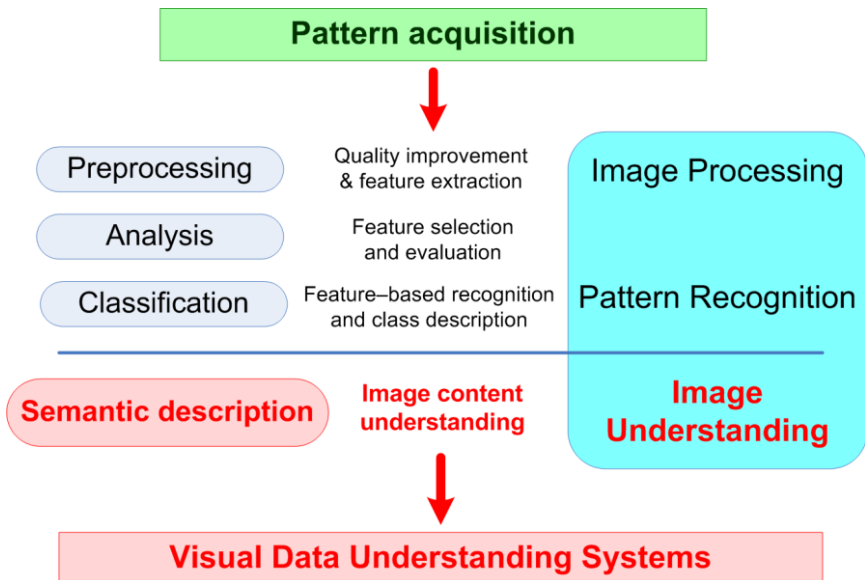 Pattern acquisition
Preprocessing
Quality improvement
& feature extraction
Image Processing
Analysis
Feature selection
and evaluation
Classification
Feature–based recognition
and class description
Pattern Recognition
Semantic description
Image content
understanding
Image
Understanding
Visual Data Understanding Systems